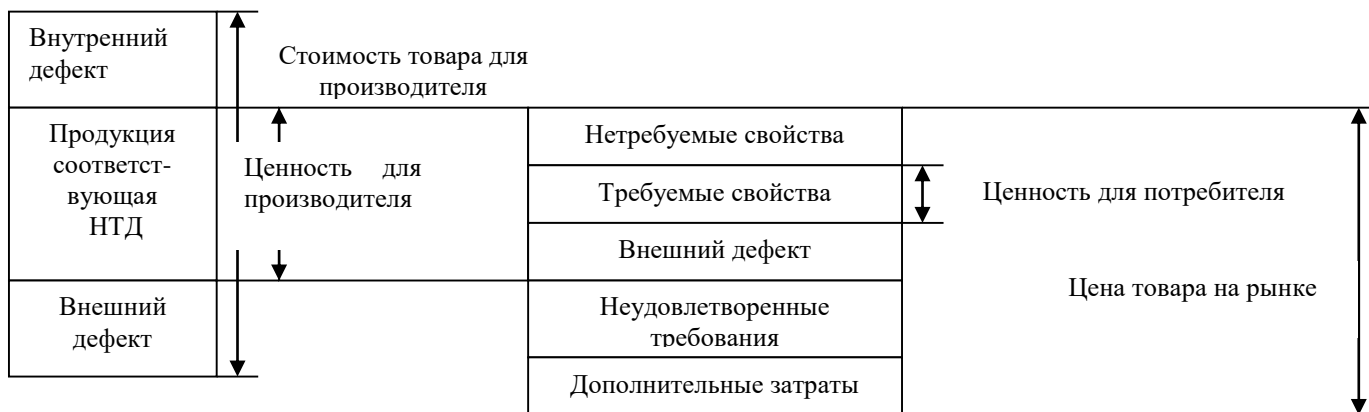 Внутренний
дефект
Стоимость товара для
производителя
Продукция
соответст-
вующая
НТД
Ценность для
производителя
Нетребуемые свойства
Требуемые свойства
Ценность для потребителя
Внешний дефект
Цена товара на рынке
Внешний
дефект
Неудовлетворенные
требования
Дополнительные затраты